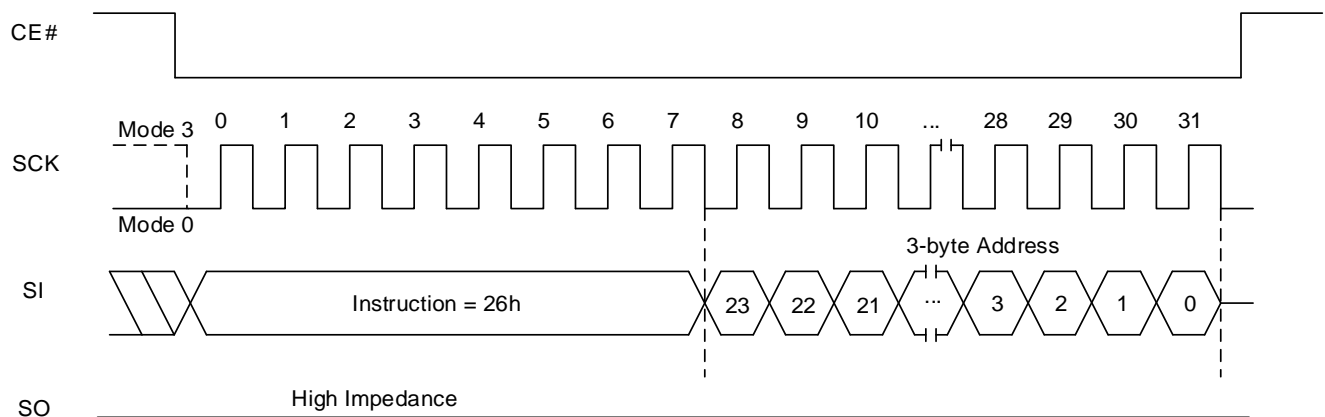 CE#
0 1 2 3 4 5 6 7 8 9 10 ... 28 29 30 31
Mode 3
SCK
Mode 0
3-byte Address
SI
Instruction = 26h 23 22 21 ... 3 2 1 0
High Impedance
SO